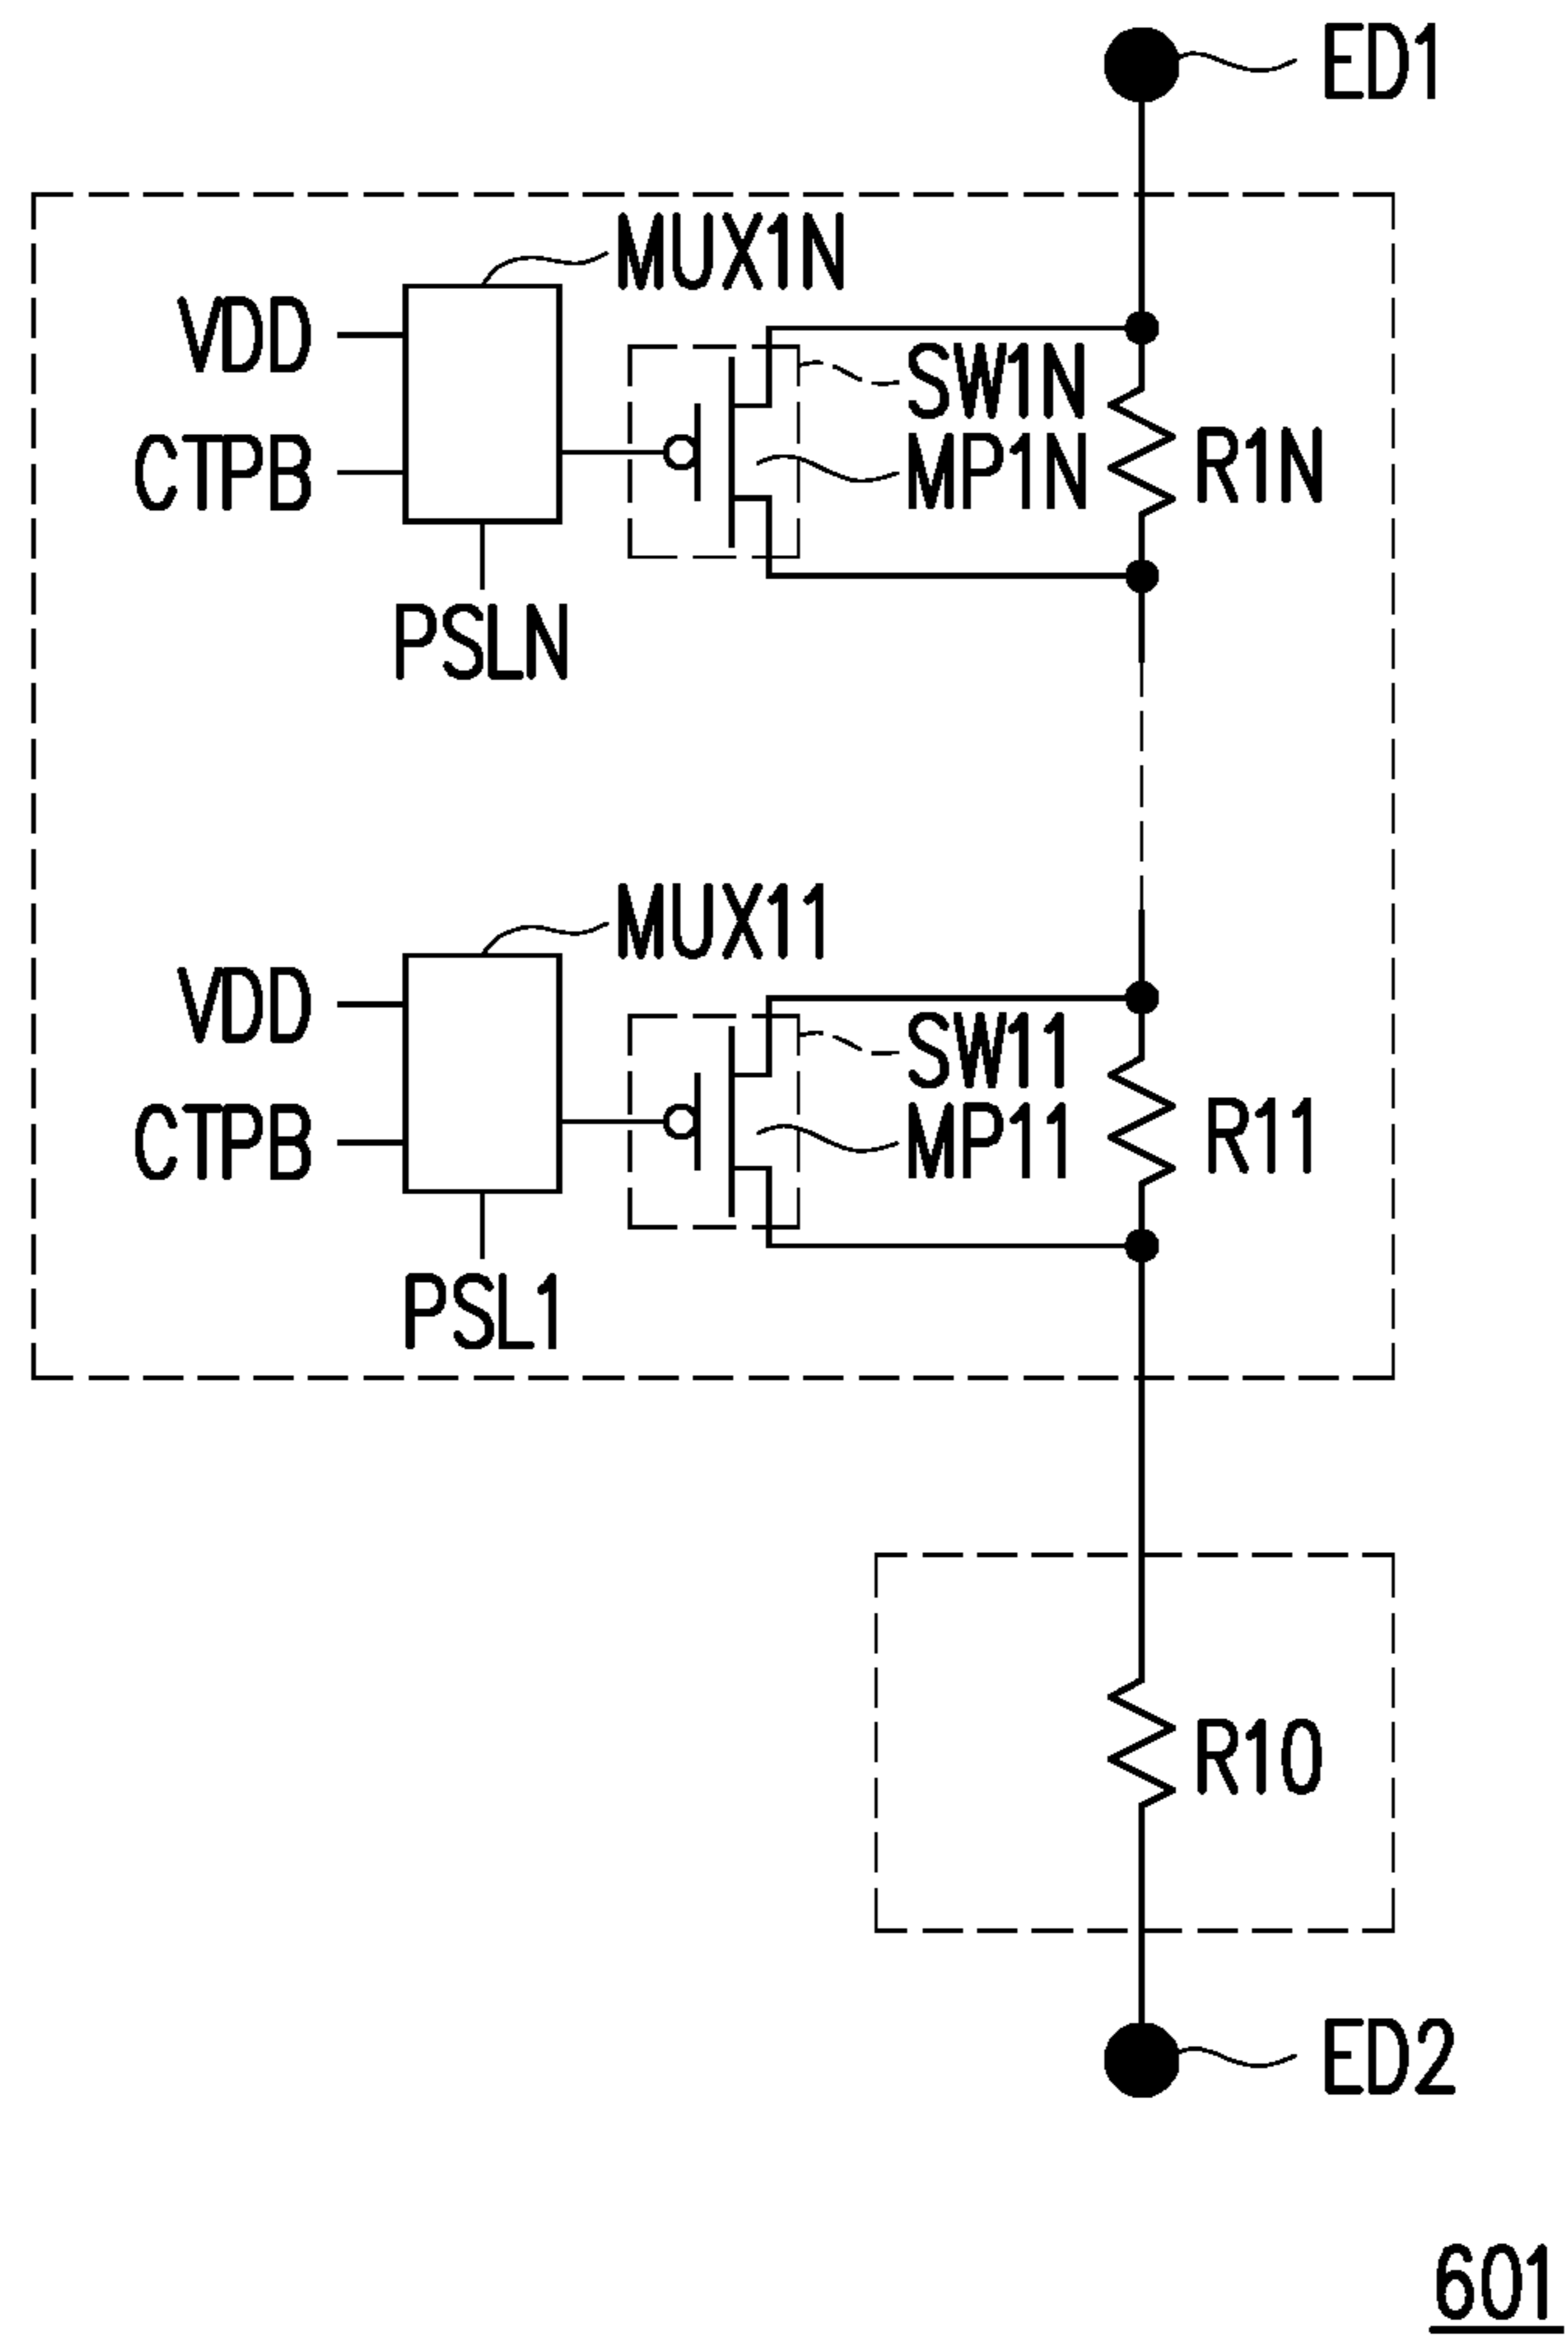 ED1
MUX1N
VDD
SW1N
CTPB
MP1N
R1N
PSLN
MUX11
VDD
SW11
CTPB
MP11
R11
PSL1
R10
ED2
601